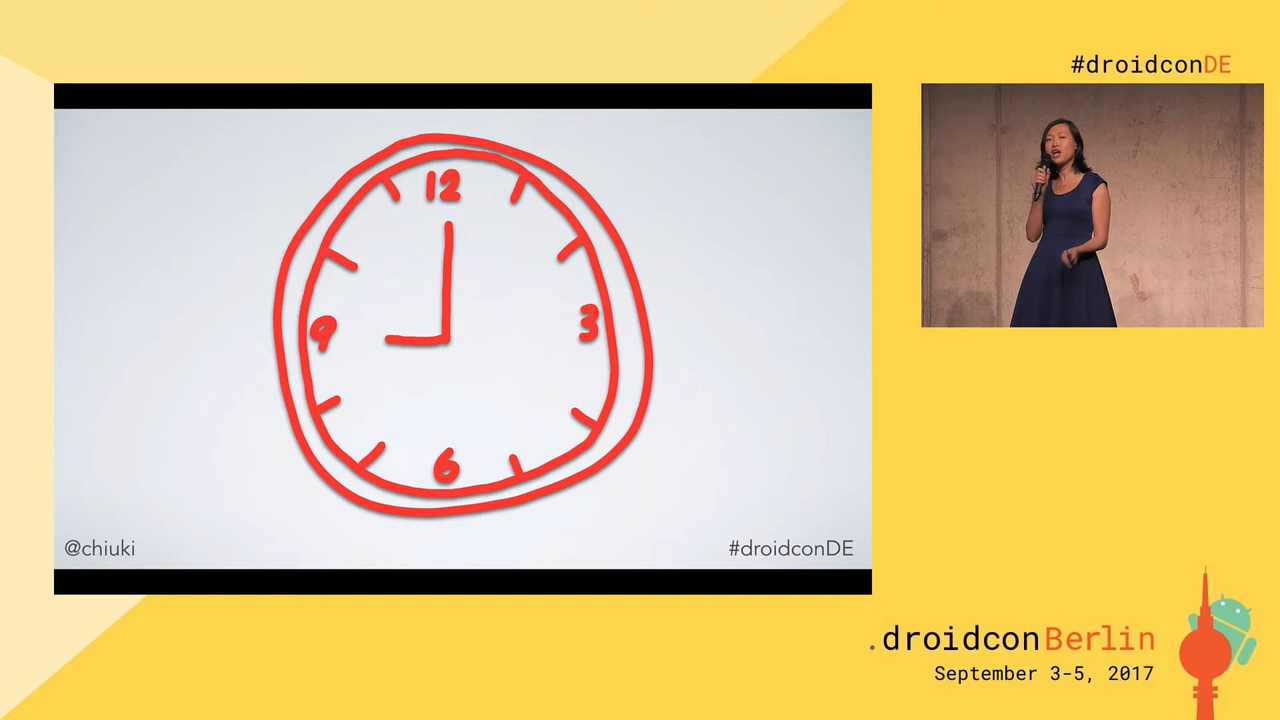 #droidconDE
12
9
3
6
@chiuki
#droidconDE
.droidconBerlin
September 3-5, 2017